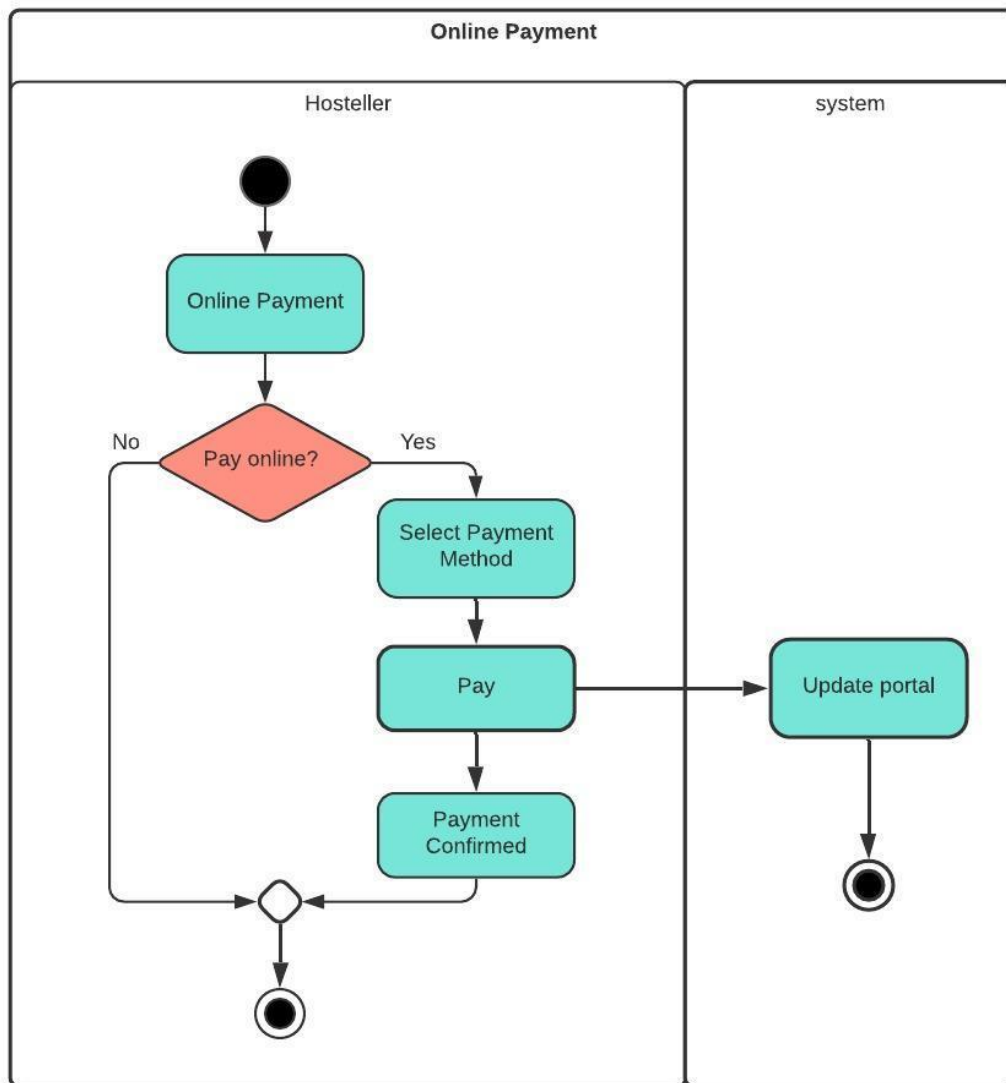 Online Payment
Hosteller
system
Online Payment
Pay online?
No
Yes
Select Payment
Method
Pay
Update portal
Payment
Confirmed